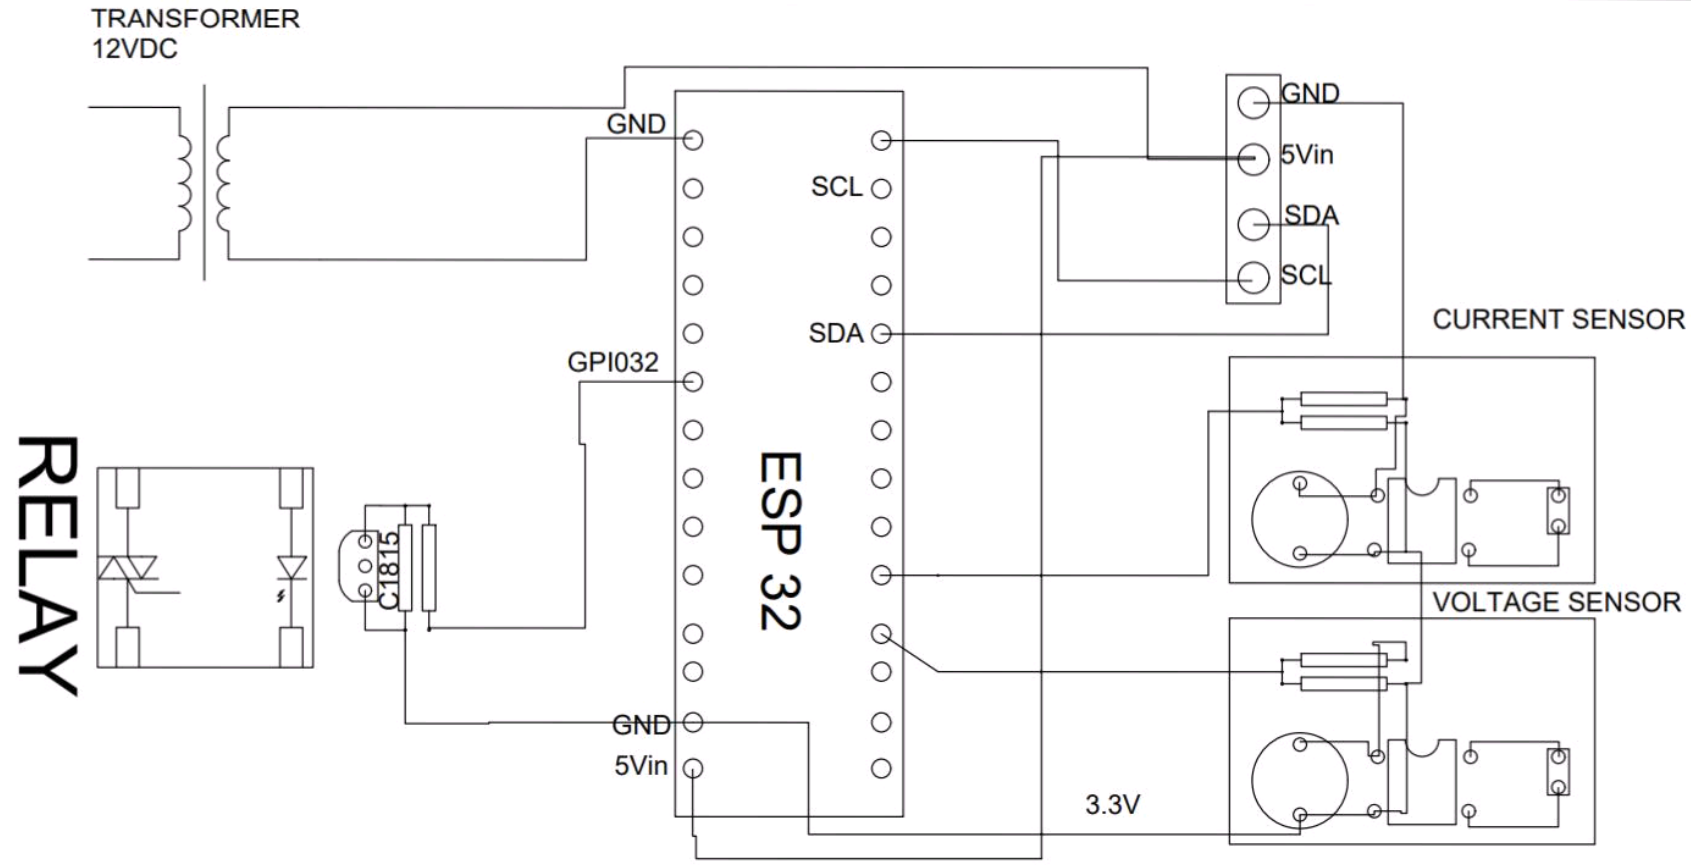 TRANSFORMER
12VDC
GND
GND
SCL
5Vin
SDA
SCL
SDA
CURRENT SENSOR
GPI032
RELAY
C1815
ESP 32
VOLTAGE SENSOR
GND
5Vin
3.3V